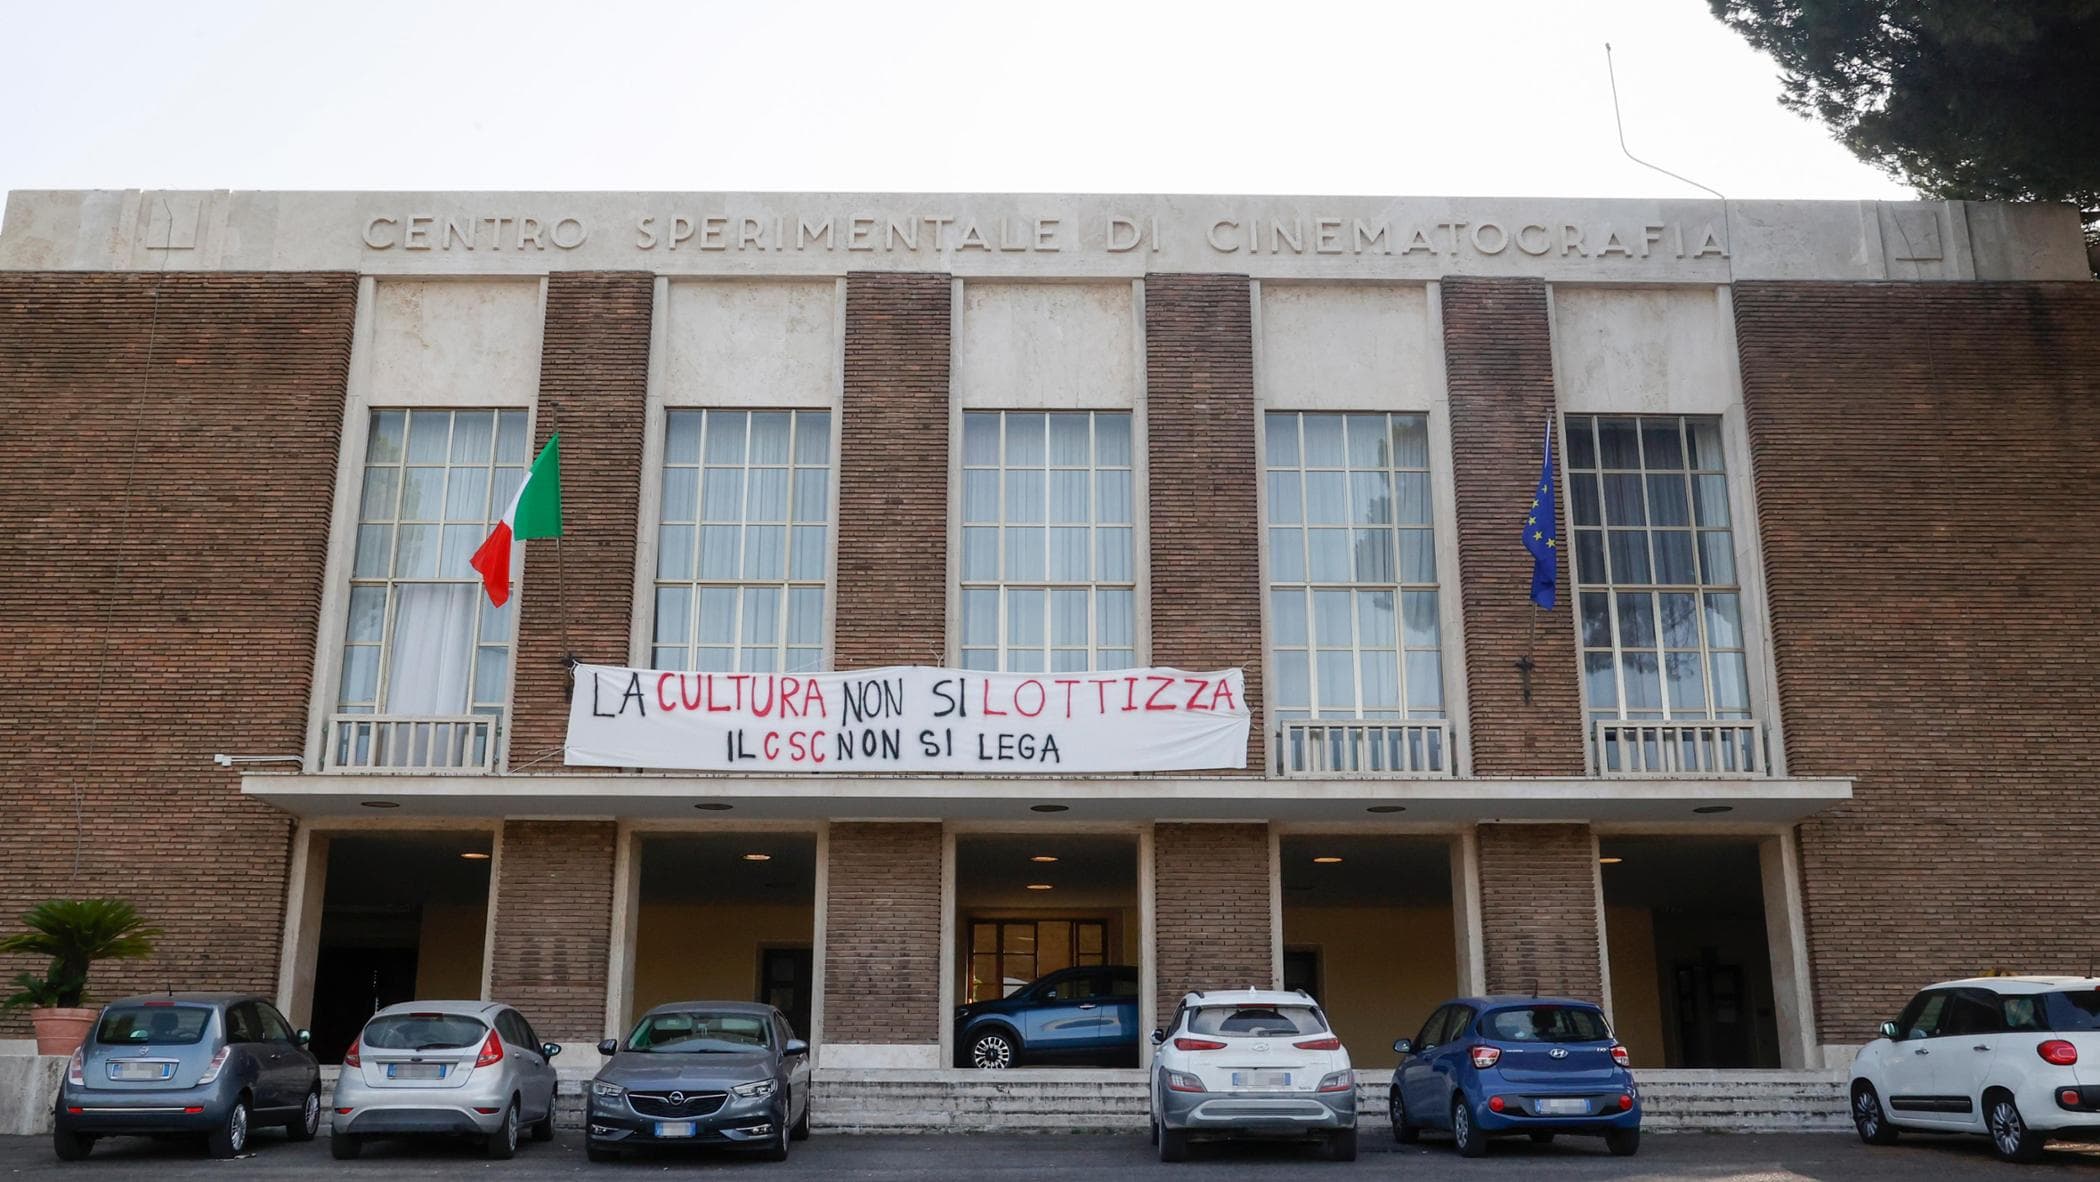 CENTRO SPERIMENTALE DI CINEMATOGRAFIA
LA CULTURA NON SI LOTTIZZA
IL CSC NON SI LEGA